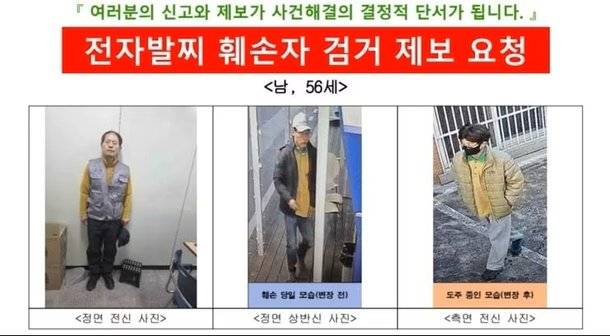 『 여러분의 신고와 제보가 사건해결의 결정적 단서가 됩니다. 』
전자발찌 훼손자 검거 제보 요청
<남, 56세>
훼손 당일 모습(변장 전)
도주 중인 모습(변장 후)
<정면 전신 사진>
<정면 상반신 사진>
<측면 전신 사진>